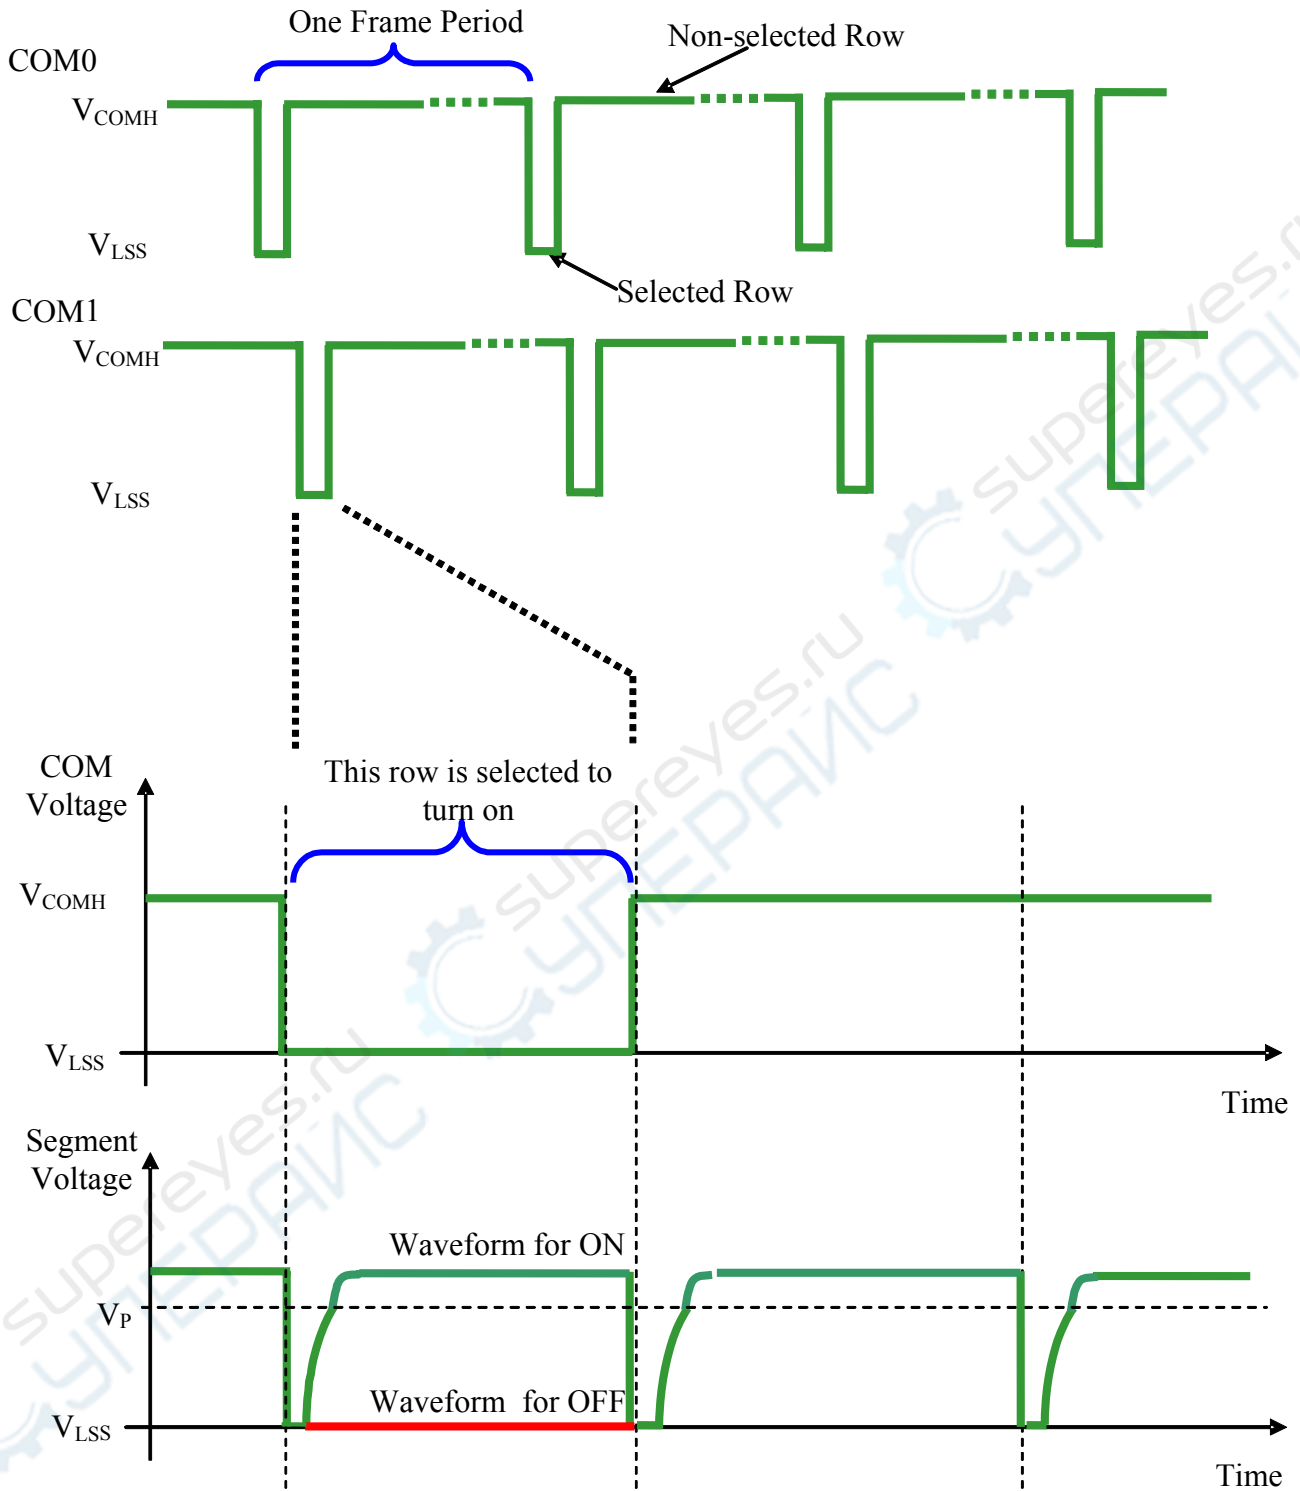 One Frame Period
Non-selected Row
COM0
VCOMH
VLSS
Selected Row
COM1
VCOMH
VLSS
COM
Voltage
This row is selected to
turn on
VCOMH
VLSS
Time
Segment
Voltage
Waveform for ON
VP
Waveform for OFF
VLSS
Time
supereyes.ru
СУПЕРАЙС
supereyes.ru
СУПЕРАЙС
supereyes.ru
СУПЕРАЙС